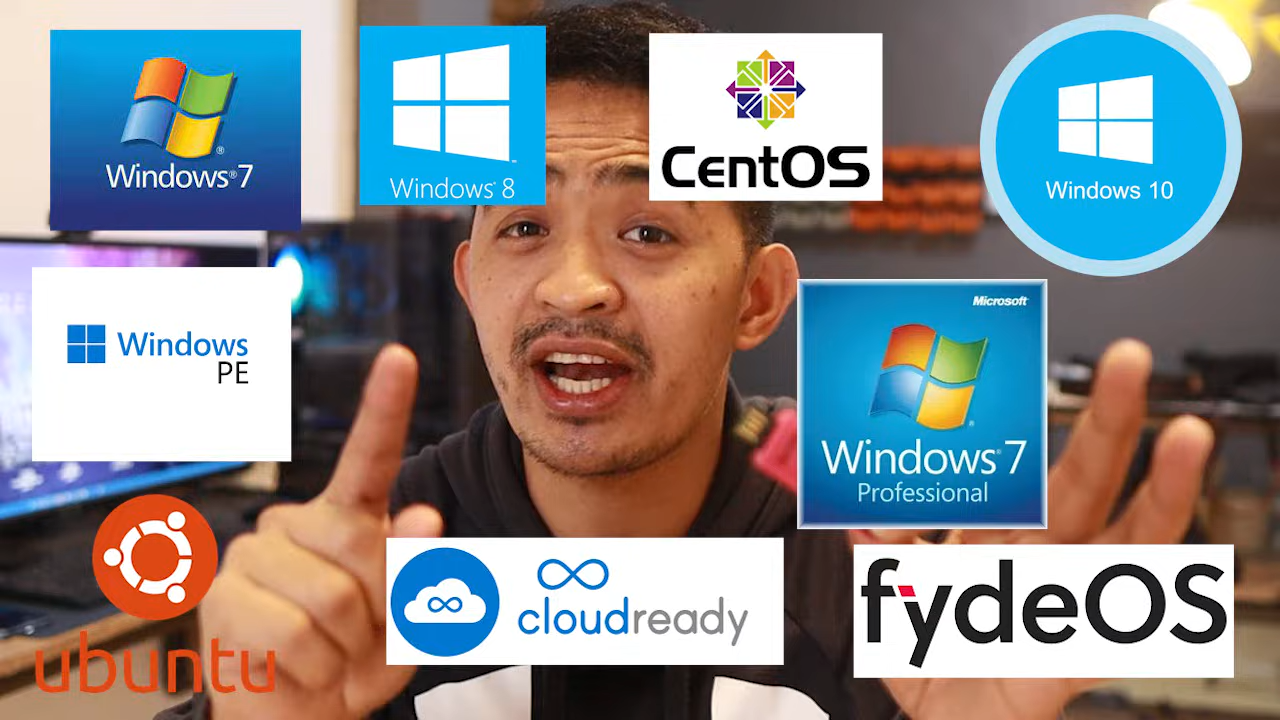 Windows® 7
Windows® 8
CentOS
Windows 10
Windows
PE
Microsoft
Windows® 7
Professional
ubuntu
cloudready
fydeOS